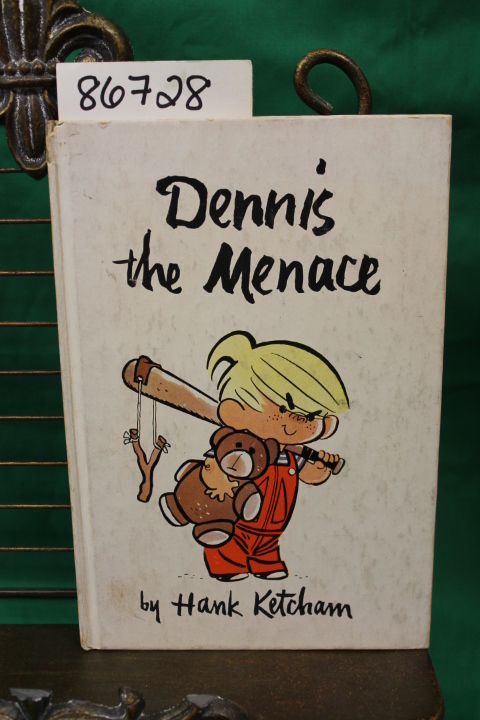 86728
Dennis
the Menace
by Hank Ketcham